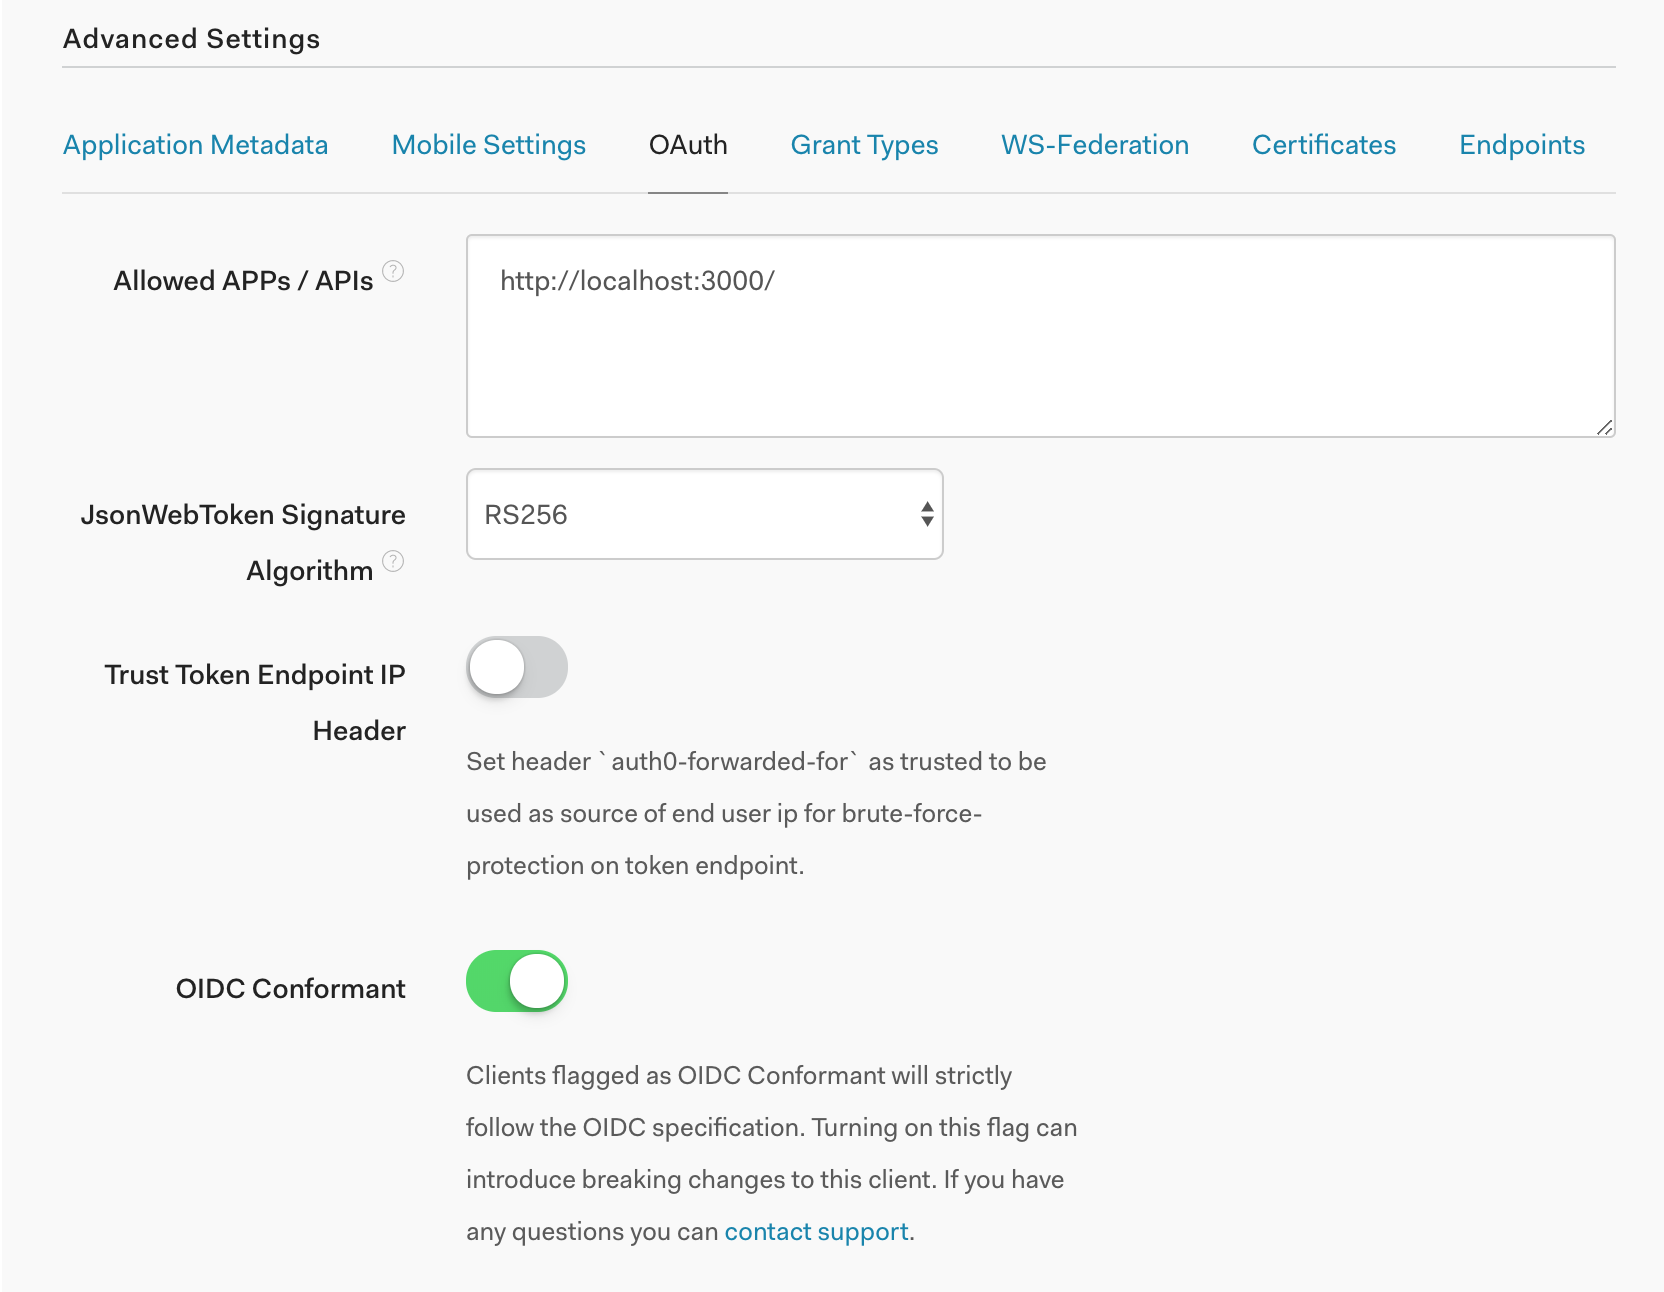 Advanced Settings
Application Metadata Mobile Settings OAuth Grant Types WS-Federation Certificates Endpoints
Allowed APPs / APIs ?
http://localhost:3000/
JsonWebToken Signature
Algorithm ?
RS256
Trust Token Endpoint IP
Header
Set header `auth0-forwarded-for` as trusted to be
used as source of end user ip for brute-force-
protection on token endpoint.
OIDC Conformant
Clients flagged as OIDC Conformant will strictly
follow the OIDC specification. Turning on this flag can
introduce breaking changes to this client. If you have
any questions you can contact support.